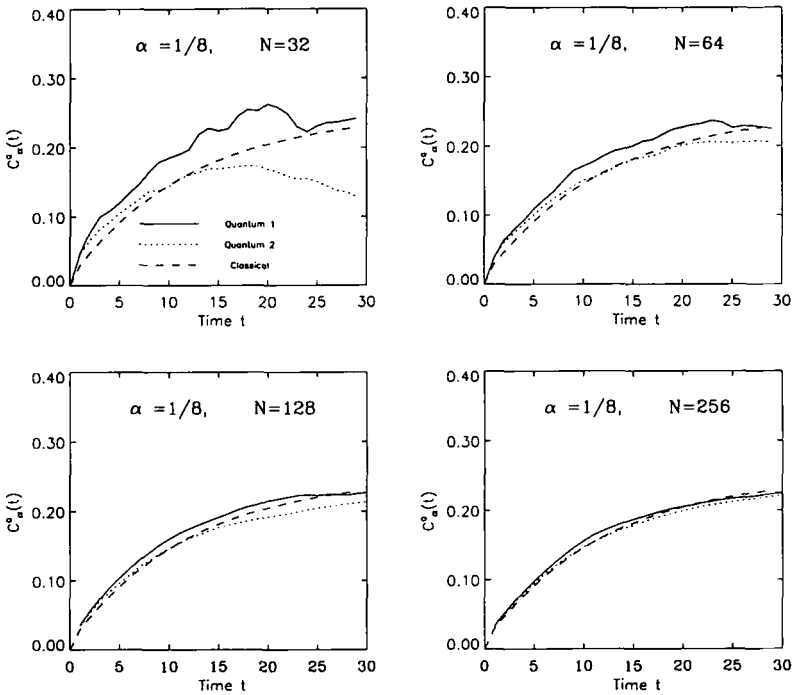 α =1/8, N=32
0.40
0.30
0.20
0.10
0.00
C^q_α(t)
Quantum 1
Quantum 2
Classical
0 5 10 15 20 25 30
Time t
α =1/8, N=64
0.40
0.30
0.20
0.10
0.00
C^q_α(t)
0 5 10 15 20 25 30
Time t
α =1/8, N=128
0.40
0.30
0.20
0.10
0.00
C^q_α(t)
0 5 10 15 20 25 30
Time t
α =1/8, N=256
0.40
0.30
0.20
0.10
0.00
C^q_α(t)
0 5 10 15 20 25 30
Time t